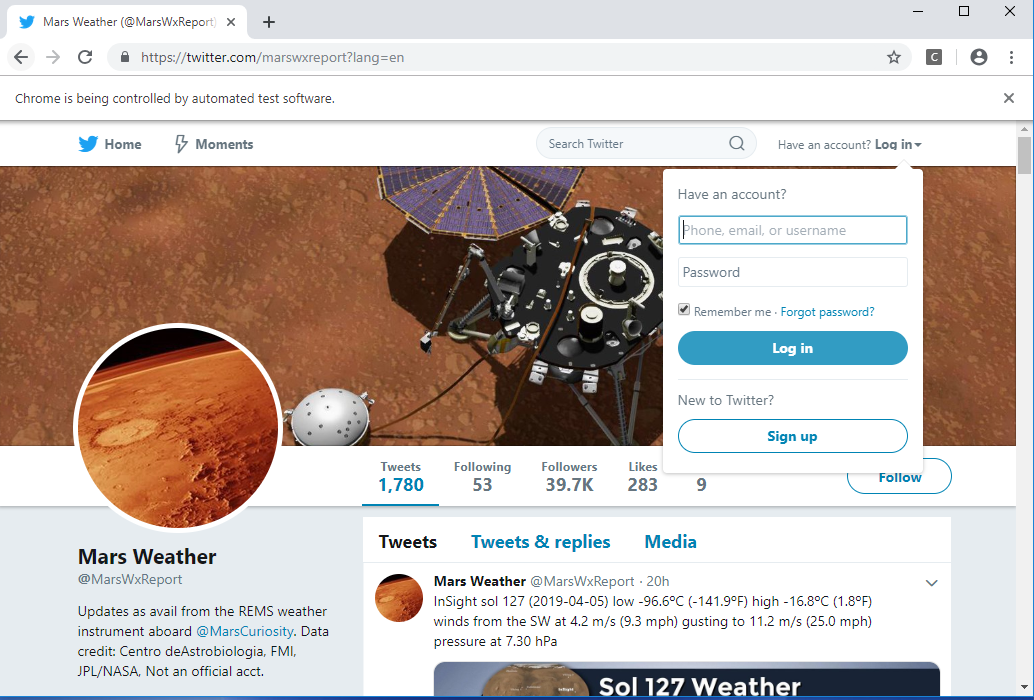 Mars Weather (@MarsWxReport)
https://twitter.com/marswxreport?lang=en
C
Chrome is being controlled by automated test software.
Home
Moments
Search Twitter
Have an account? Log in
Have an account?
Phone, email, or username
Password
Remember me · Forgot password?
Log in
New to Twitter?
Sign up
Tweets Following Followers Likes
1,780 53 39.7K 283 9
Follow
Mars Weather
@MarsWxReport
Updates as avail from the REMS weather
instrument aboard @MarsCuriosity. Data
credit: Centro deAstrobiologia, FMI,
JPL/NASA, Not an official acct.
Tweets Tweets & replies Media
Mars Weather @MarsWxReport · 20h
InSight sol 127 (2019-04-05) low -96.6ºC (-141.9ºF) high -16.8ºC (1.8ºF)
winds from the SW at 4.2 m/s (9.3 mph) gusting to 11.2 m/s (25.0 mph)
pressure at 7.30 hPa
InSight
Sol 127 Weather